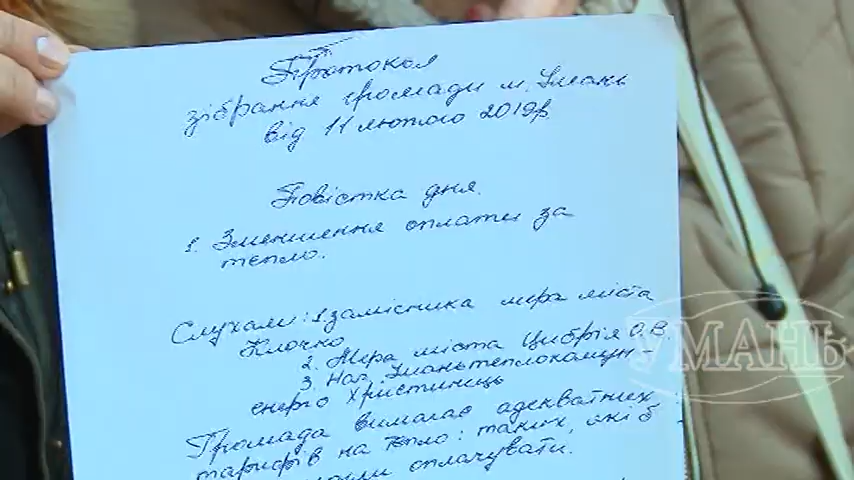 Протокол
зібрання громади м. Умань
від 11 лютого 2019р.
Повістка дня.
1. Зменшення оплати за
тепло.
Слухали: 1. замісника мера міста
Клочко
2. Мера міста Цибрія О.В.
3. Нач. Уманьтеплокомун-
енерго Христинець
Громада вимагає адекватних
тарифів на тепло: таких, які б
сплачувати.
УМАНЬ